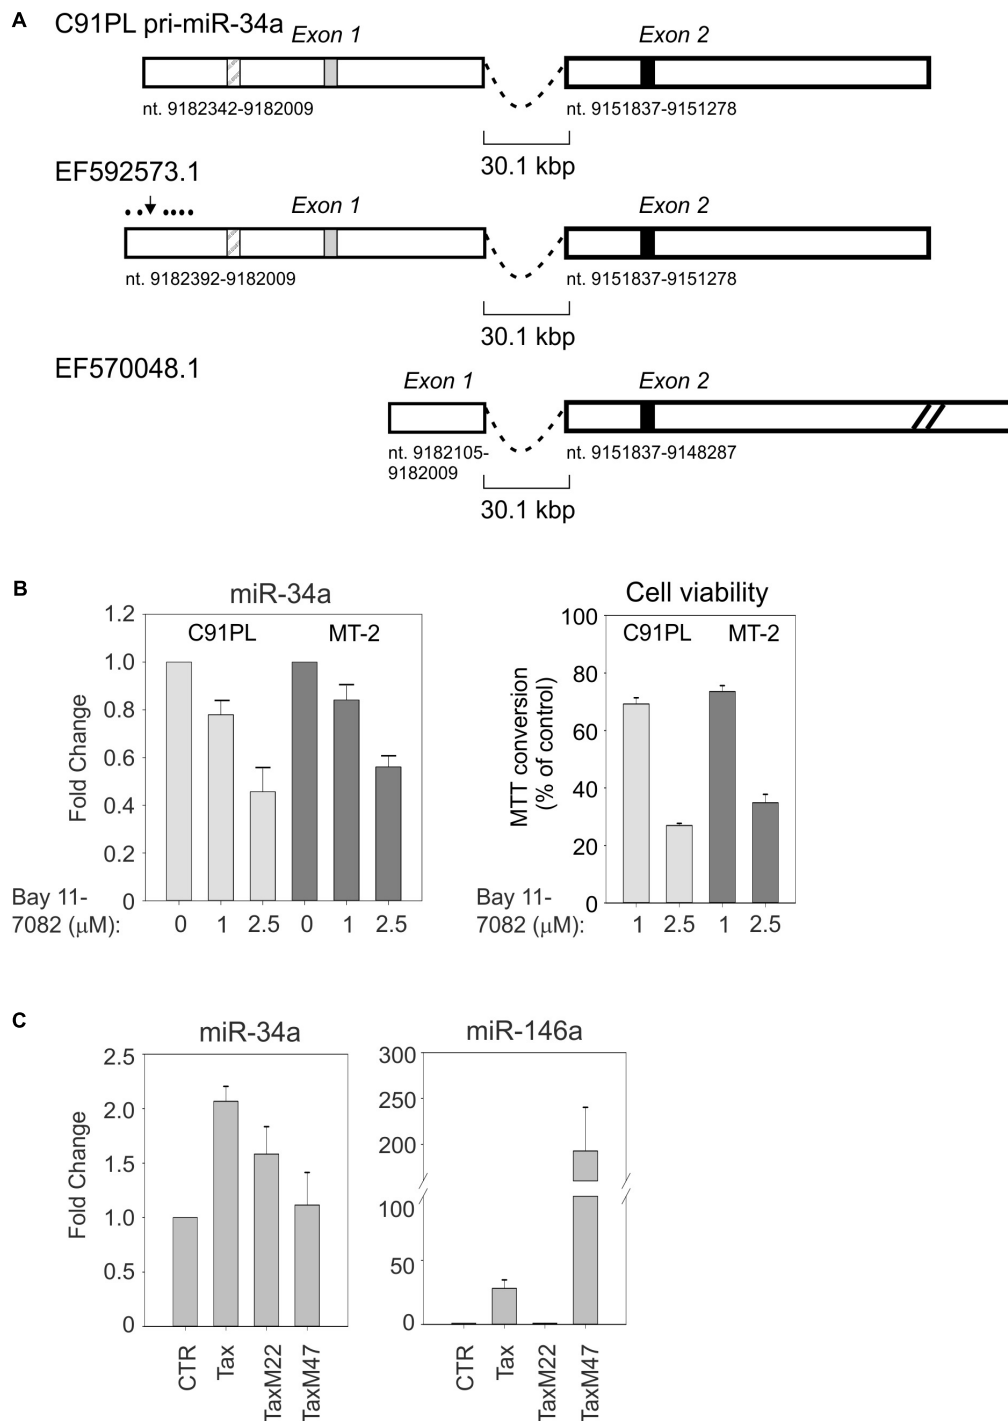 A
C91PL pri-miR-34a
Exon 1
Exon 2
nt. 9182342-9182009
nt. 9151837-9151278
30.1 kbp
EF592573.1
Exon 1
Exon 2
nt. 9182392-9182009
nt. 9151837-9151278
30.1 kbp
EF570048.1
Exon 1
Exon 2
nt. 9182105-
9182009
nt. 9151837-9148287
30.1 kbp
B
miR-34a
C91PL
MT-2
Fold Change
1.2
1.0
0.8
0.6
0.4
0.2
0
Bay 11-
7082 (μM):
0 1 2.5 0 1 2.5
Cell viability
C91PL
MT-2
MTT conversion
(% of control)
100
80
60
40
20
0
Bay 11-
7082 (μM):
1 2.5 1 2.5
C
miR-34a
Fold Change
2.5
2.0
1.5
1.0
0.5
0
CTR
Tax
TaxM22
TaxM47
miR-146a
300
250
200
100
50
0
CTR
Tax
TaxM22
TaxM47